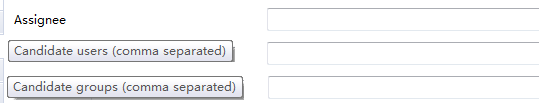 Assignee
Candidate users (comma separated)
Candidate groups (comma separated)